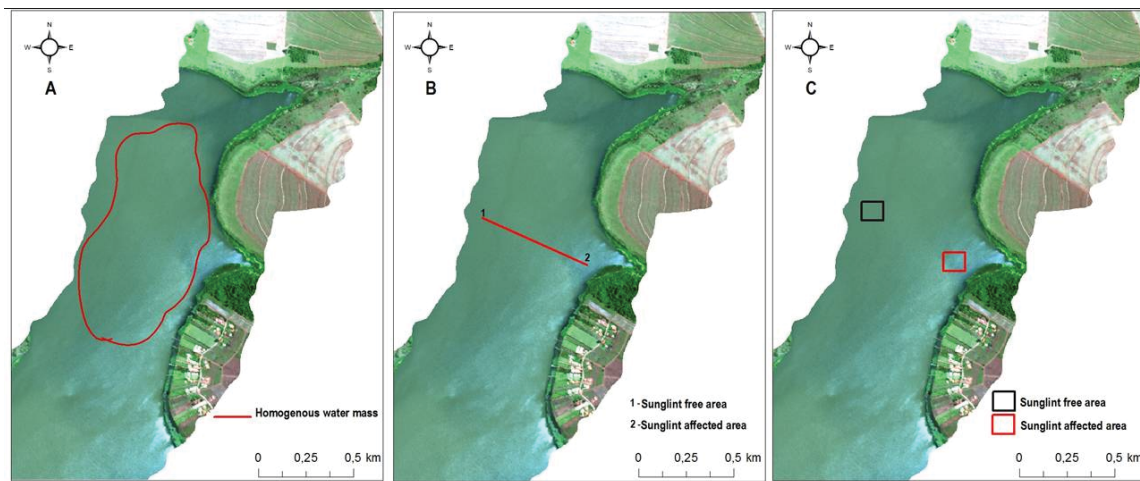 N
W E
S
A
Homogenous water mass
0 0,25 0,5 km
N
W E
S
B
1
2
1 -Sunglint free area
2 -Sunglint affected area
0 0,25 0,5 km
N
W E
S
C
Sunglint free area
Sunglint affected area
0 0,25 0,5 km